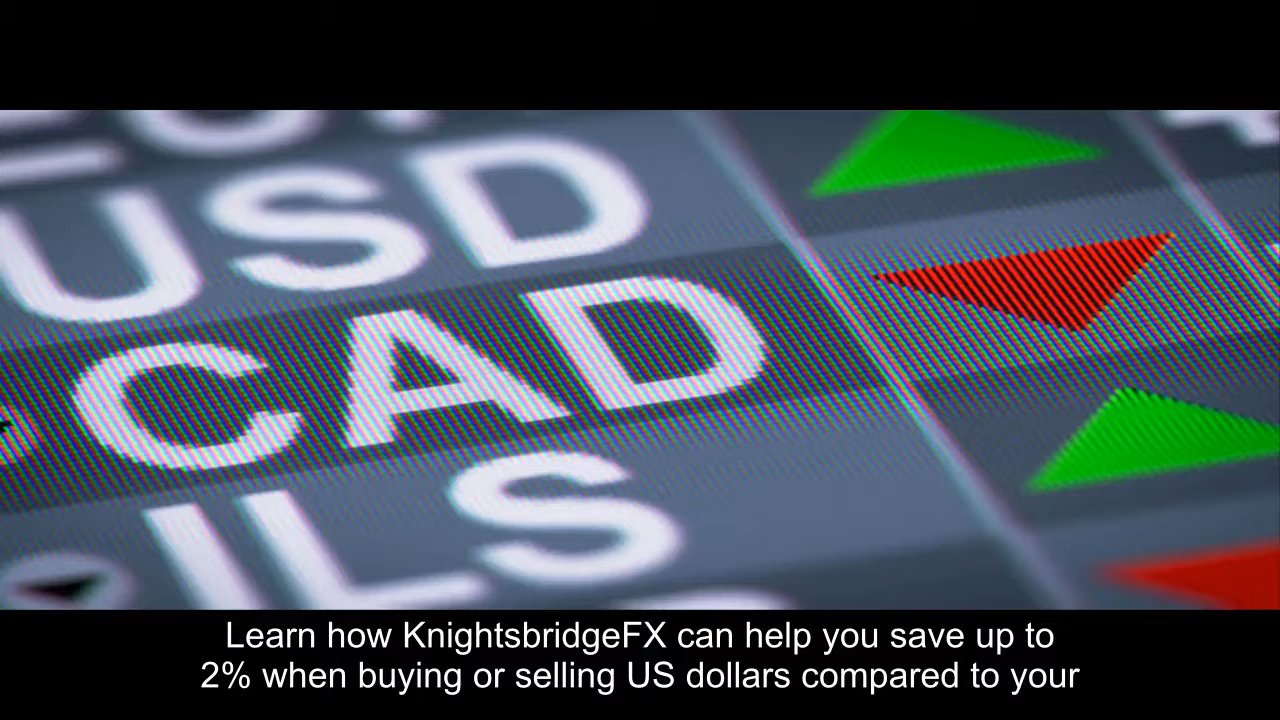 USD
CAD
ILS
Learn how KnightsbridgeFX can help you save up to
2% when buying or selling US dollars compared to your